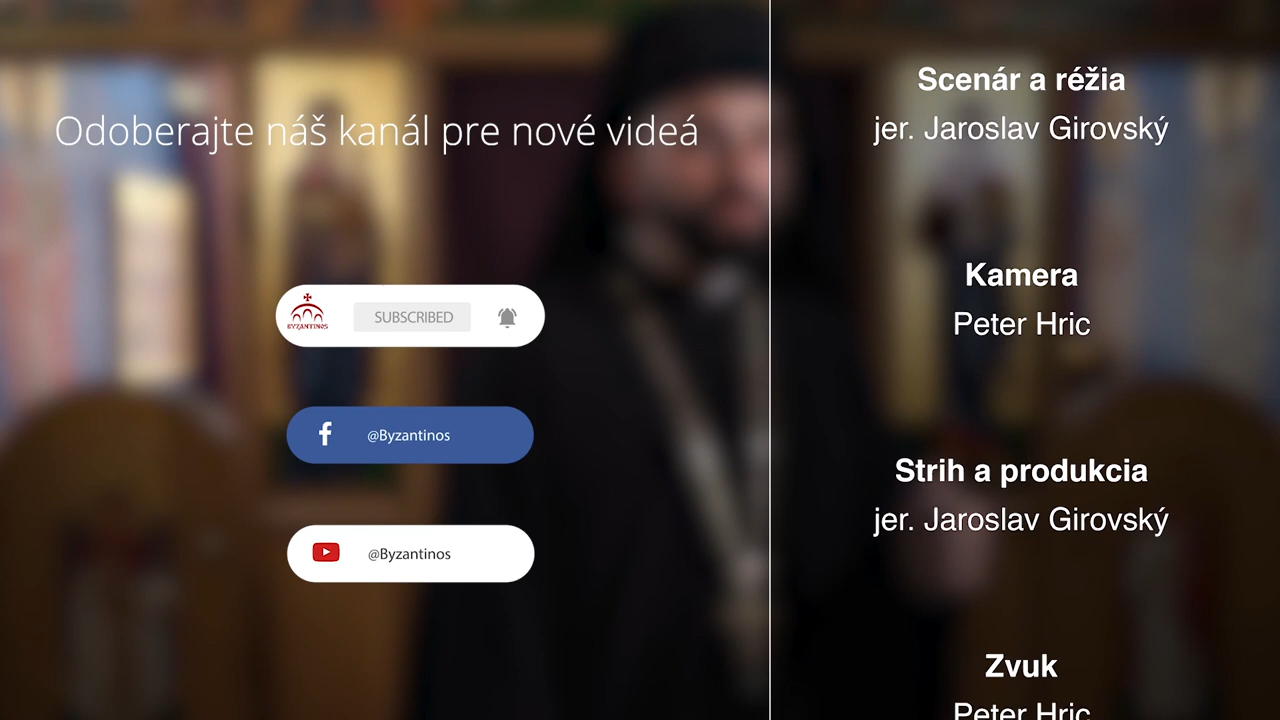 Odoberajte náš kanál pre nové videá
BYZANTINOS
SUBSCRIBED
@Byzantinos
@Byzantinos
Scenár a réžia
jer. Jaroslav Girovský
Kamera
Peter Hric
Strih a produkcia
jer. Jaroslav Girovský
Zvuk
Peter Hric